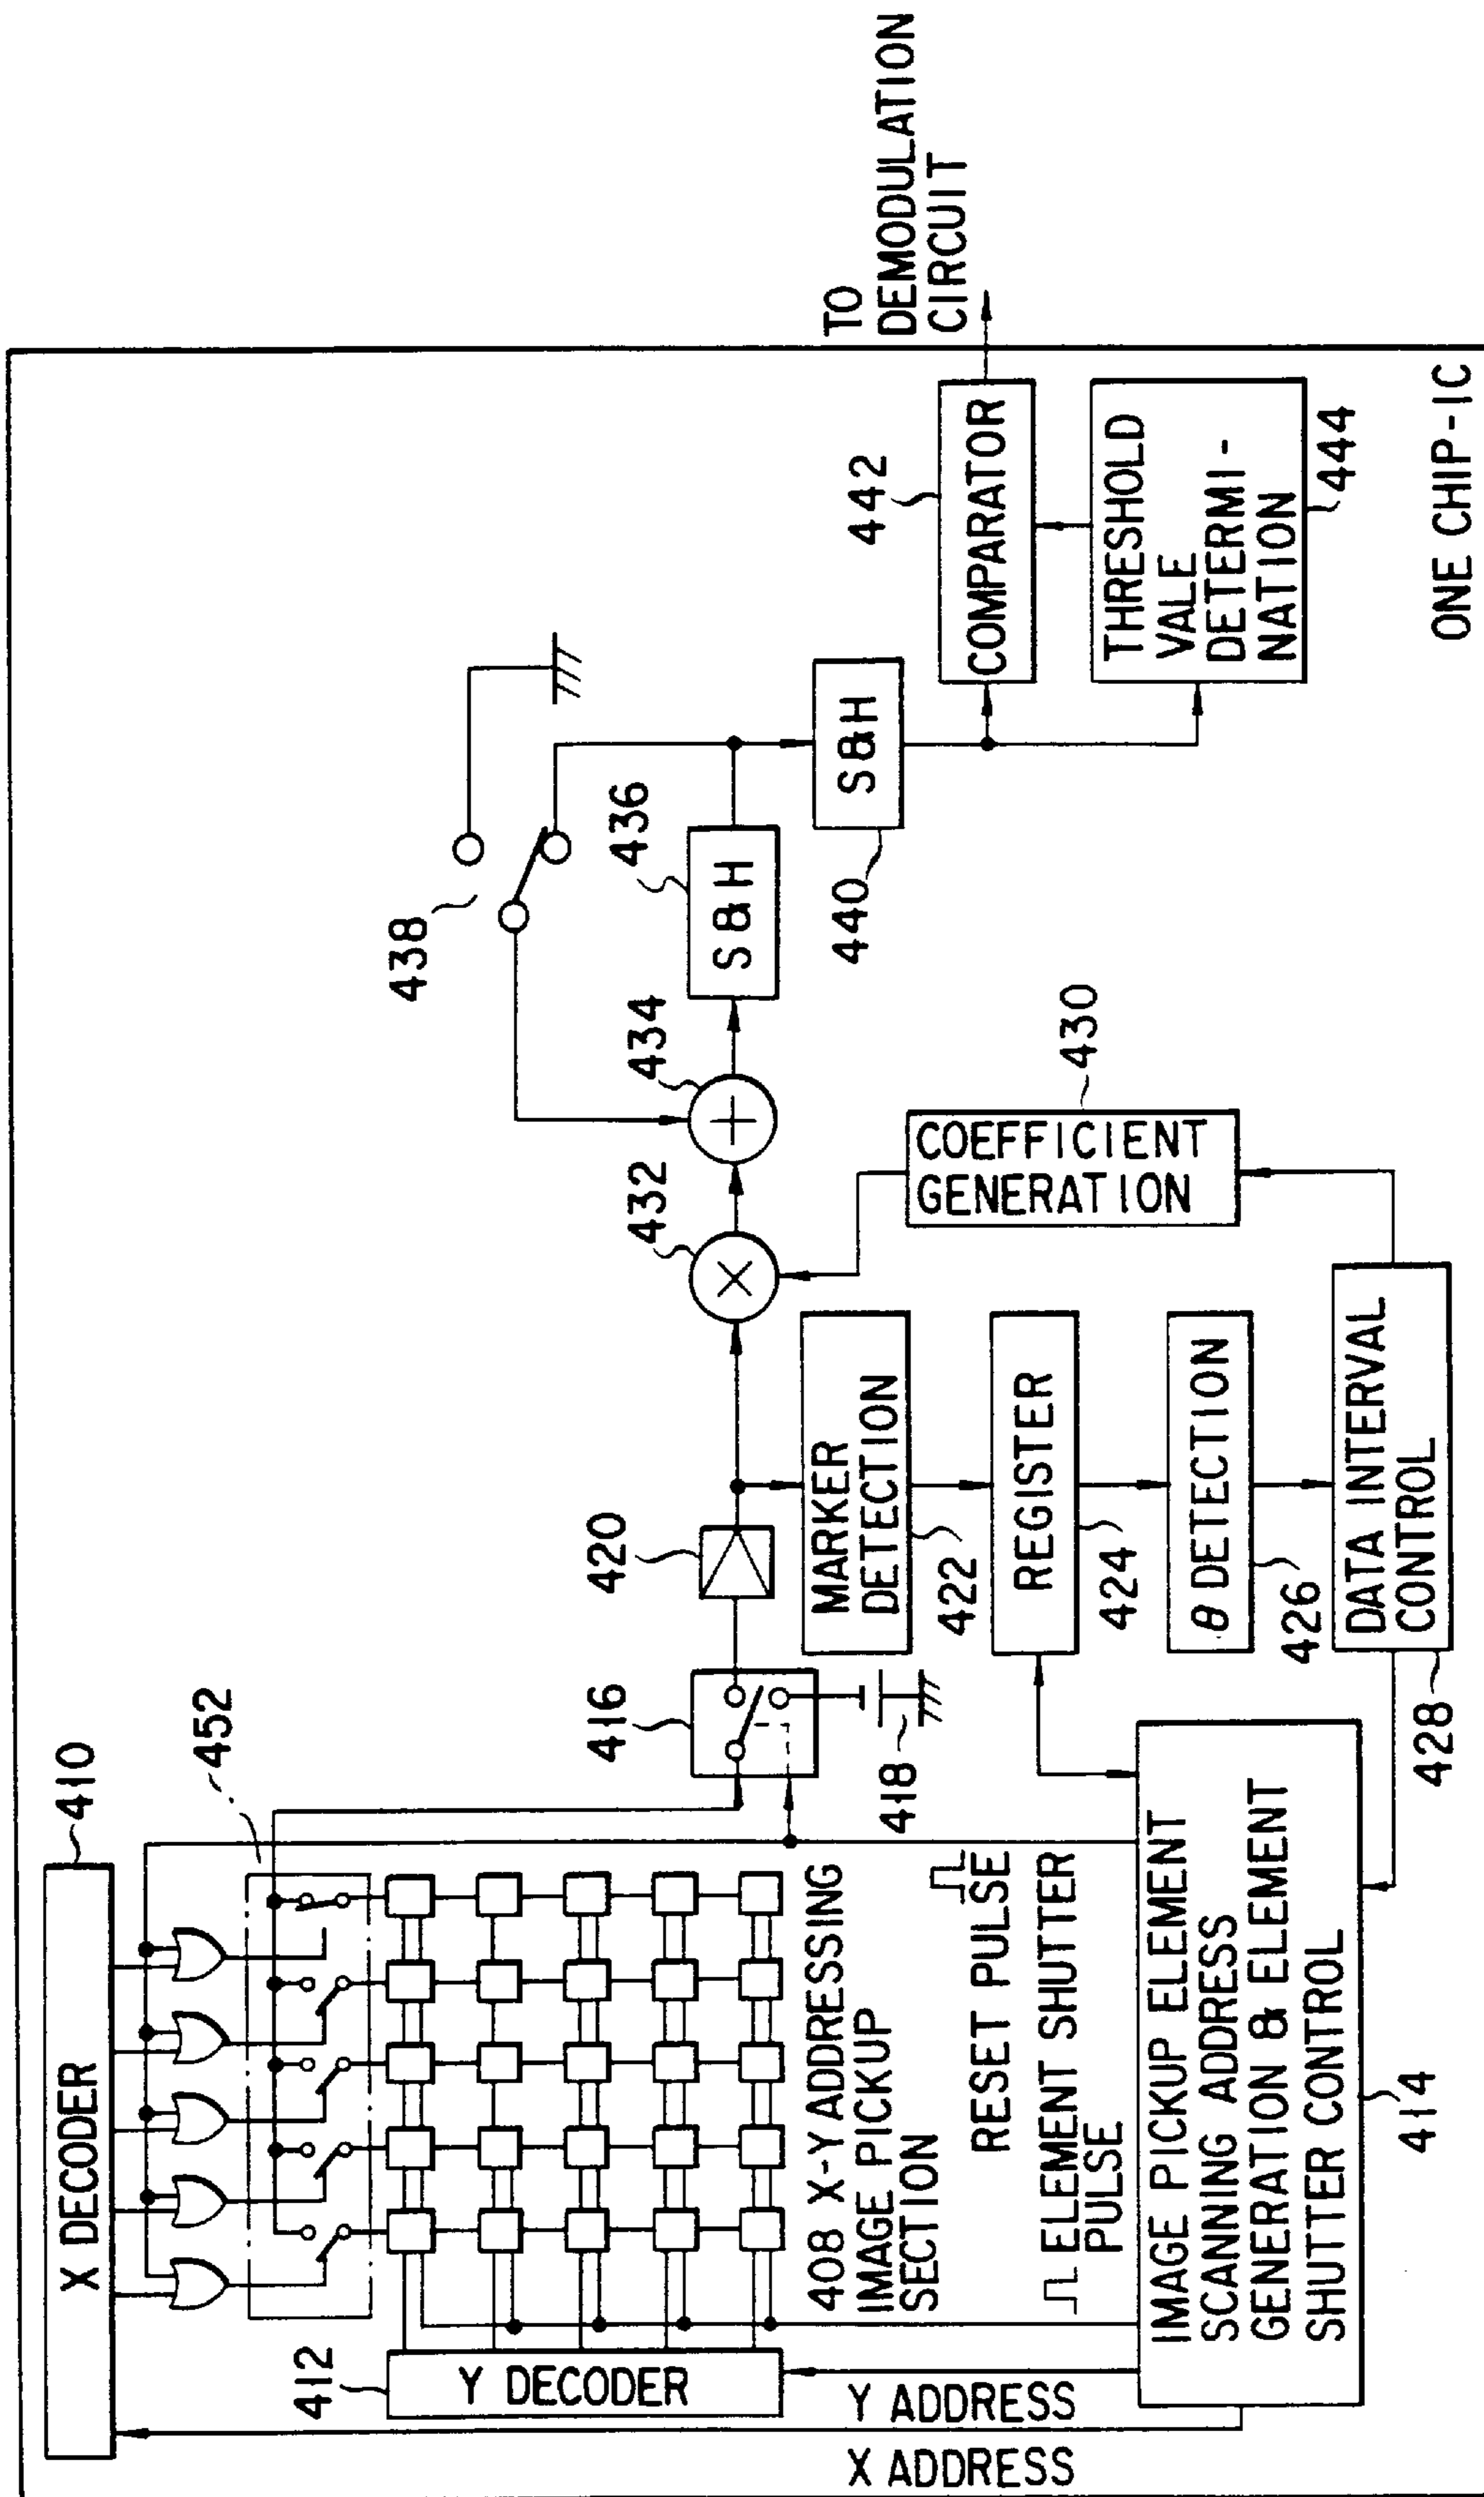 410
X DECODER
452
412
Y DECODER
408 X-Y ADDRESSING
IMAGE PICKUP
SECTION
RESET PULSE
ELEMENT SHUTTER
PULSE
Y ADDRESS
X ADDRESS
IMAGE PICKUP ELEMENT
SCANNING ADDRESS
GENERATION & ELEMENT
SHUTTER CONTROL
414
416
418
420
MARKER
DETECTION
422
REGISTER
424
θ DETECTION
426
DATA INTERVAL
CONTROL
428
COEFFICIENT
GENERATION
430
432
434
S&H
436
438
S&H
440
COMPARATOR
442
THRESHOLD
VALE
DETERMI-
NATION
444
TO
DEMODULATION
CIRCUIT
ONE CHIP-IC